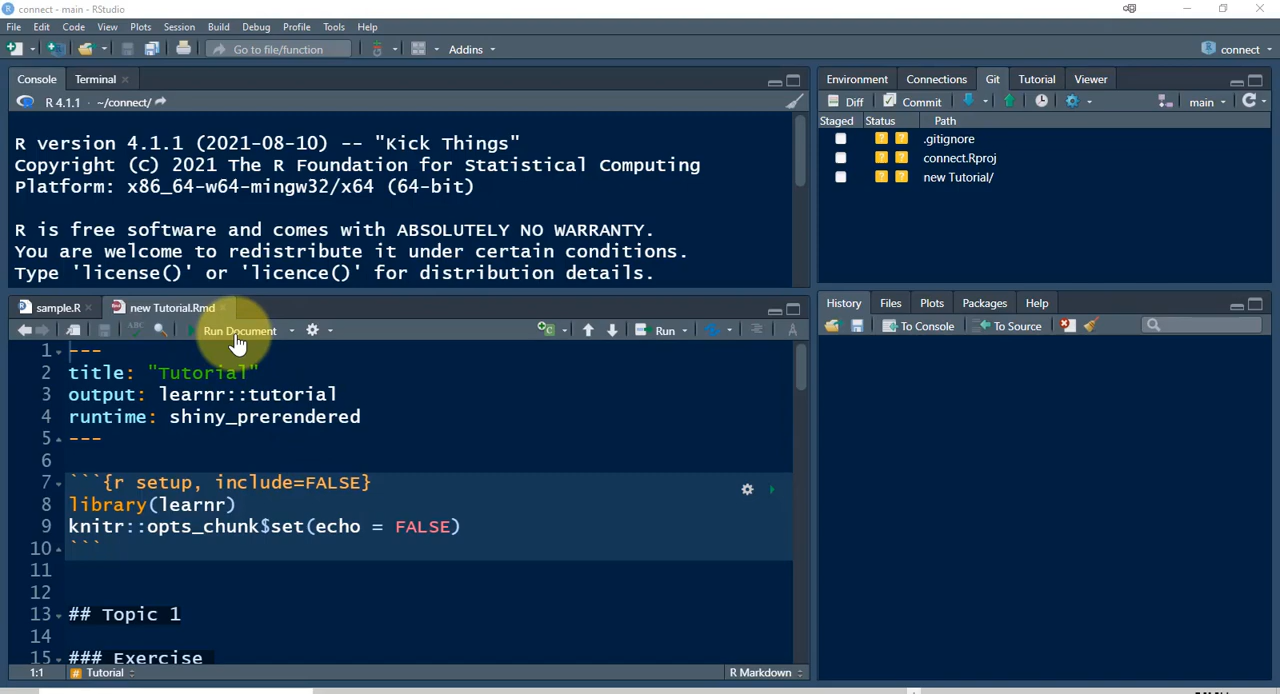 connect - main - RStudio
File Edit Code View Plots Session Build Debug Profile Tools Help
Go to file/function Addins connect
Console Terminal
R 4.1.1 · ~/connect/
R version 4.1.1 (2021-08-10) -- "Kick Things"
Copyright (C) 2021 The R Foundation for Statistical Computing
Platform: x86_64-w64-mingw32/x64 (64-bit)
R is free software and comes with ABSOLUTELY NO WARRANTY.
You are welcome to redistribute it under certain conditions.
Type 'license()' or 'licence()' for distribution details.
Environment Connections Git Tutorial Viewer
Diff Commit main
Staged Status Path
.gitignore
connect.Rproj
new Tutorial/
sample.R new Tutorial.Rmd
ABC Run Document Run
1 ---
2 title: "Tutorial"
3 output: learnr::tutorial
4 runtime: shiny_prerendered
5 ---
6
7 ```{r setup, include=FALSE}
8 library(learnr)
9 knitr::opts_chunk$set(echo = FALSE)
10 ```
11
12
13 ## Topic 1
14
15 ### Exercise
1:1 # Tutorial R Markdown
History Files Plots Packages Help
To Console To Source